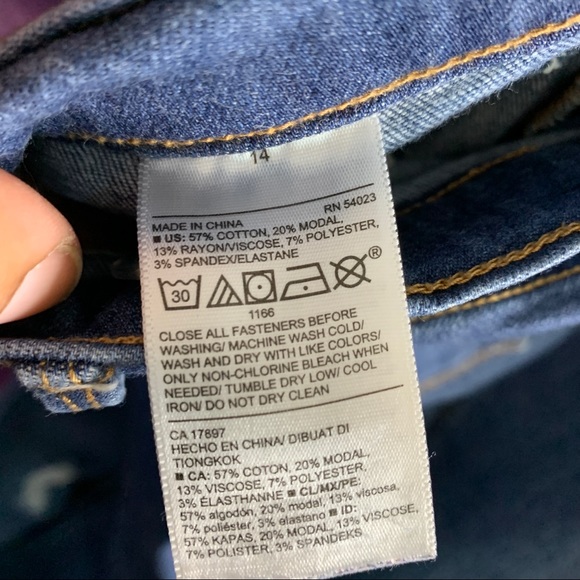 14
RN 54023
MADE IN CHINA
■ US: 57% COTTON, 20% MODAL,
13% RAYON/VISCOSE, 7% POLYESTER,
3% SPANDEX/ELASTANE
30
®
1166
CLOSE ALL FASTENERS BEFORE
WASHING/ MACHINE WASH COLD/
WASH AND DRY WITH LIKE COLORS/
ONLY NON-CHLORINE BLEACH WHEN
NEEDED/ TUMBLE DRY LOW/ COOL
IRON/ DO NOT DRY CLEAN
CA 17697
HECHO EN CHINA/ DIBUAT DI
TIONGKOK
■ CA: 57% COTON, 20% MODAL,
13% VISCOSE, 7% POLYESTER,
3% ÉLASTHANNE ■ CL/MX/PE:
57% algodón, 20% modal, 13% viscosa,
7% poliéster, 3% elastano ■ ID:
57% KAPAS, 20% MODAL, 13% VISCOSE,
7% POLISTER, 3% SPANDEKS